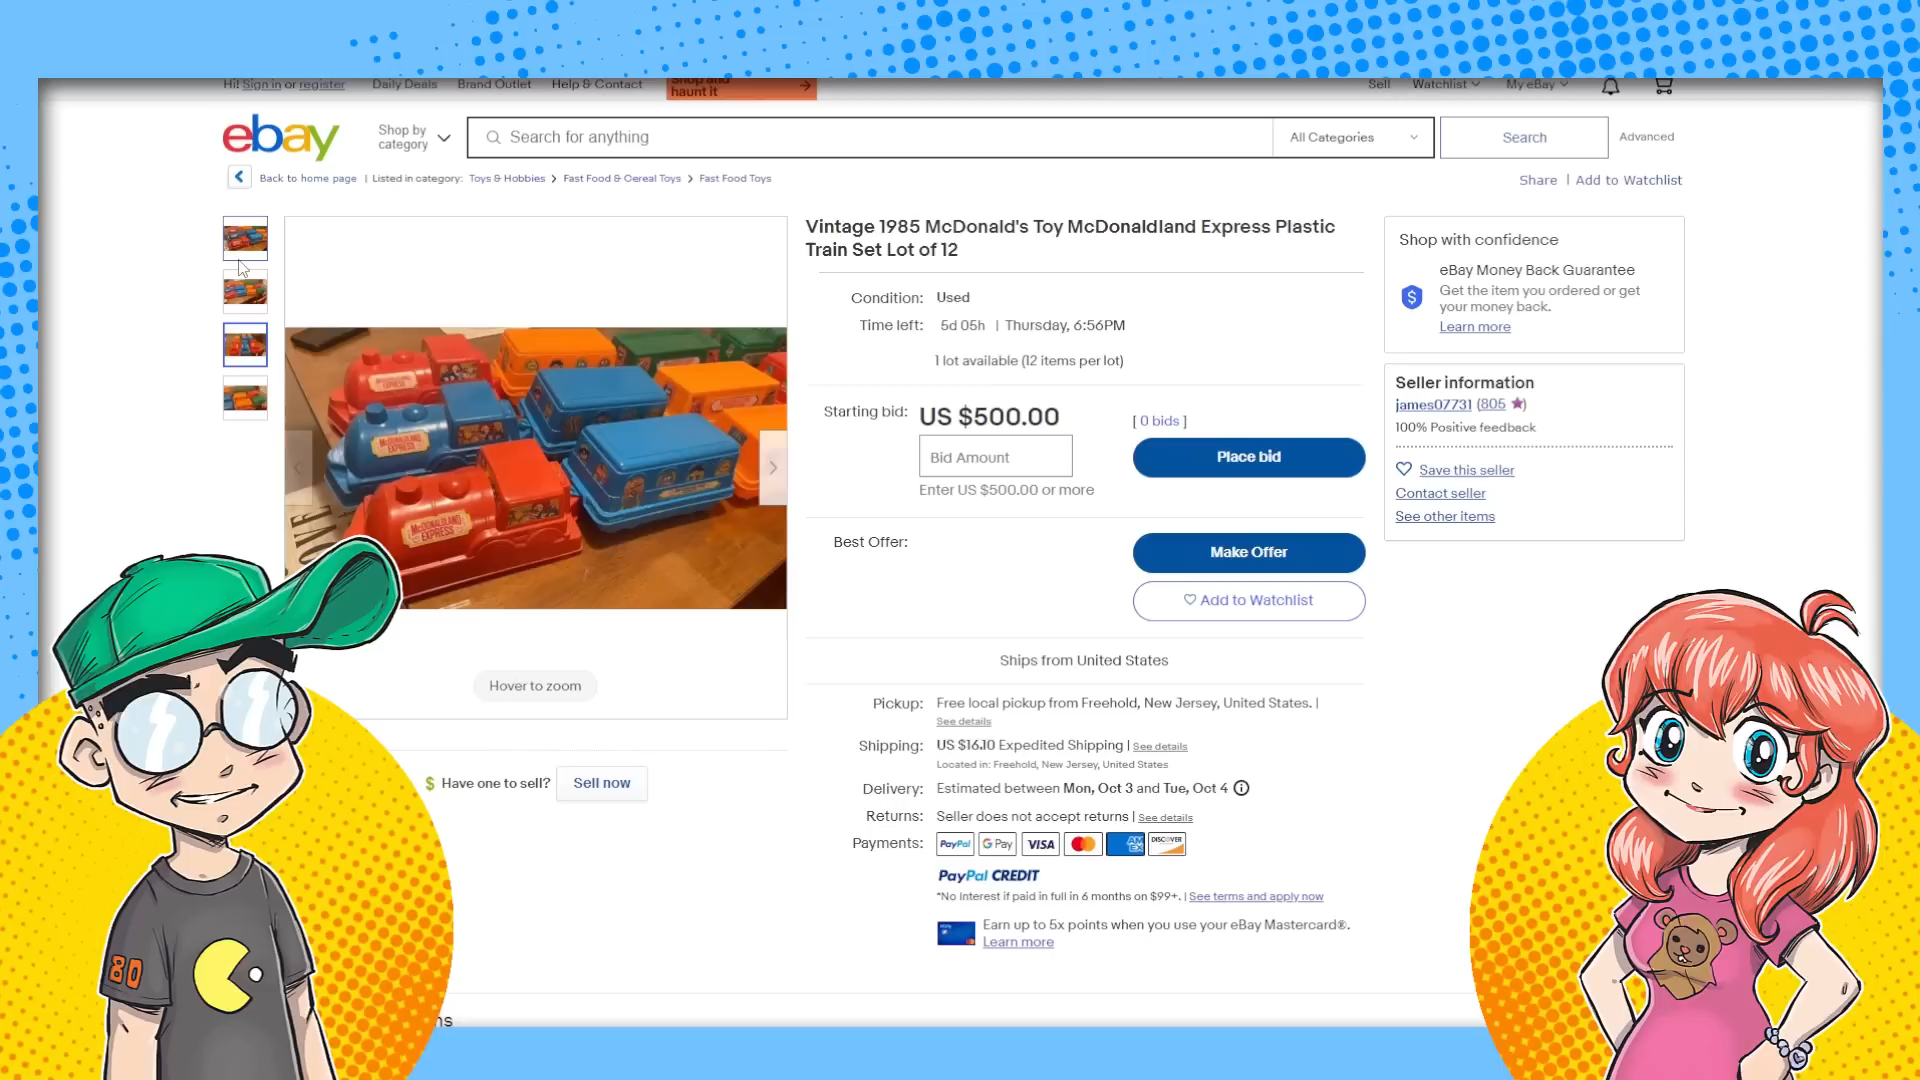 Hi! Sign in or register
Daily Deals
Brand Outlet
Help & Contact
Shop and
haunt it
Sell
Watchlist
My eBay
ebay
Shop by
category
Search for anything
All Categories
Search
Advanced
Back to home page | Listed in category: Toys & Hobbies > Fast Food & Cereal Toys > Fast Food Toys
Share | Add to Watchlist
Vintage 1985 McDonald's Toy McDonaldland Express Plastic
Train Set Lot of 12
Condition: Used
Time left: 5d 05h | Thursday, 6:56PM
1 lot available (12 items per lot)
Starting bid: US $500.00
[ 0 bids ]
Bid Amount
Place bid
Enter US $500.00 or more
Best Offer:
Make Offer
Add to Watchlist
Ships from United States
Pickup: Free local pickup from Freehold, New Jersey, United States. |
See details
Shipping: US $16.10 Expedited Shipping | See details
Located in: Freehold, New Jersey, United States
Delivery: Estimated between Mon, Oct 3 and Tue, Oct 4
Returns: Seller does not accept returns | See details
Payments: PayPal G Pay VISA AM EX DISCOVER
PayPal CREDIT
*No Interest if paid in full in 6 months on $99+. | See terms and apply now
Earn up to 5x points when you use your eBay Mastercard®.
Learn more
Shop with confidence
eBay Money Back Guarantee
Get the item you ordered or get
your money back.
Learn more
Seller information
james07731 (805)
100% Positive feedback
Save this seller
Contact seller
See other items
McDONALDLAND
EXPRESS
McDONALDLAND
EXPRESS
McDONALDLAND
EXPRESS
Hover to zoom
$ Have one to sell? Sell now
80